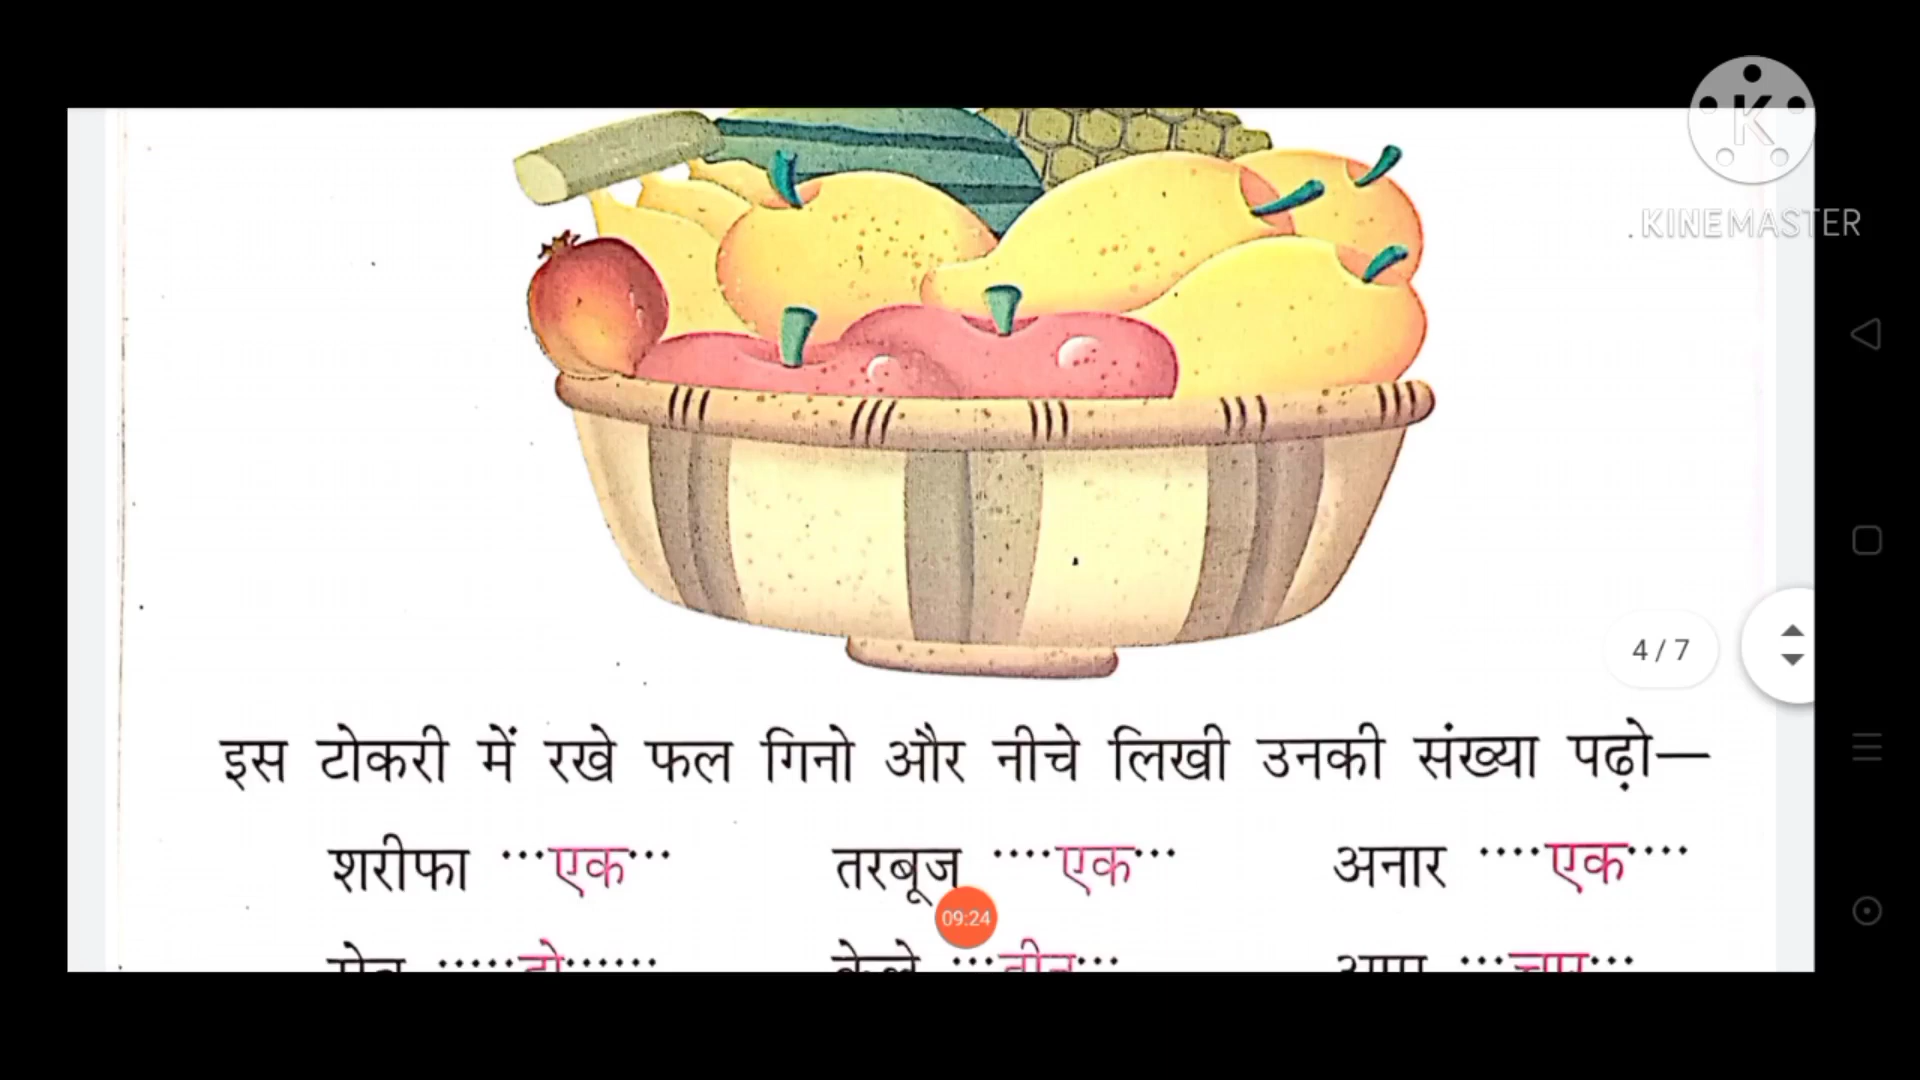 K
.KINEMASTER
4 / 7
इस टोकरी में रखे फल गिनो और नीचे लिखी उनकी संख्या पढ़ो—
शरीफा ···एक··· तरबूज ····एक··· अनार ····एक····
09:24